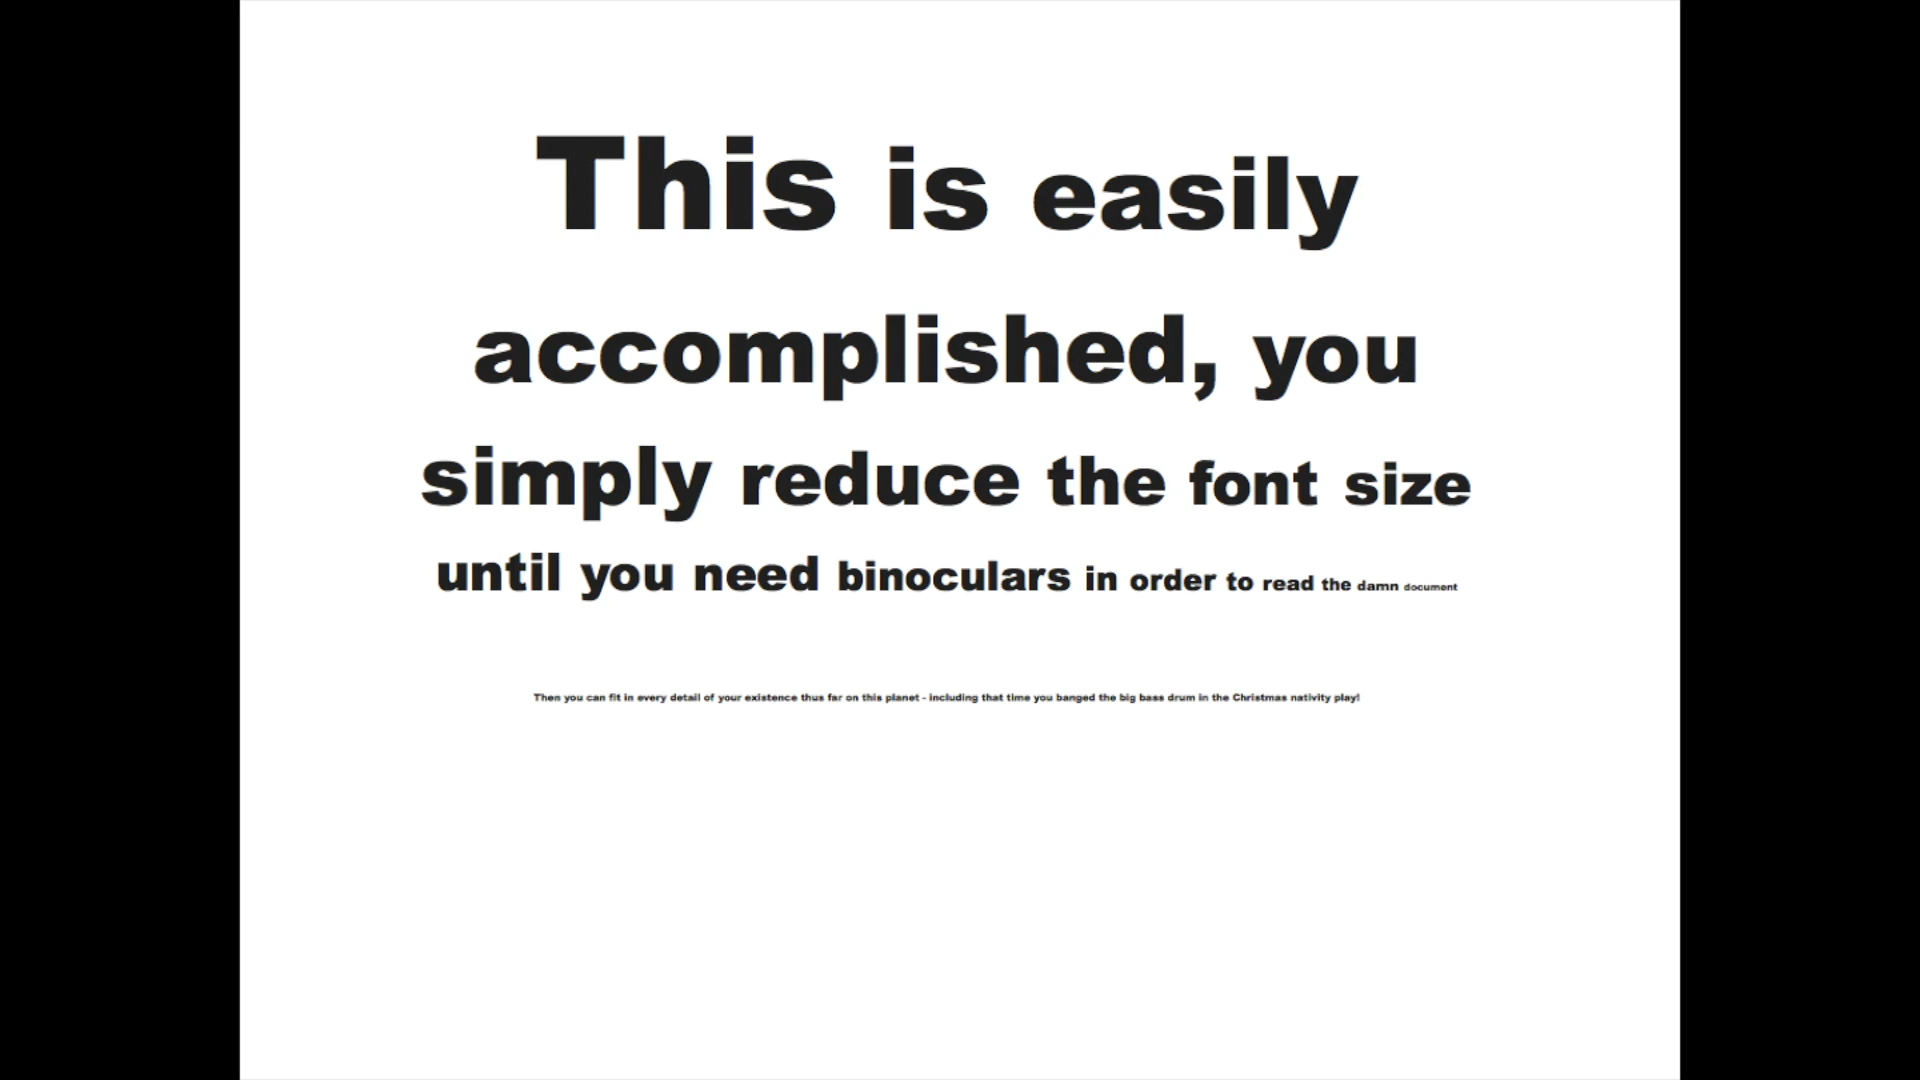 This is easily
accomplished, you
simply reduce the font size
until you need binoculars in order to read the damn document
Then you can fit in every detail of your existence thus far on this planet - including that time you banged the big bass drum in the Christmas nativity play!